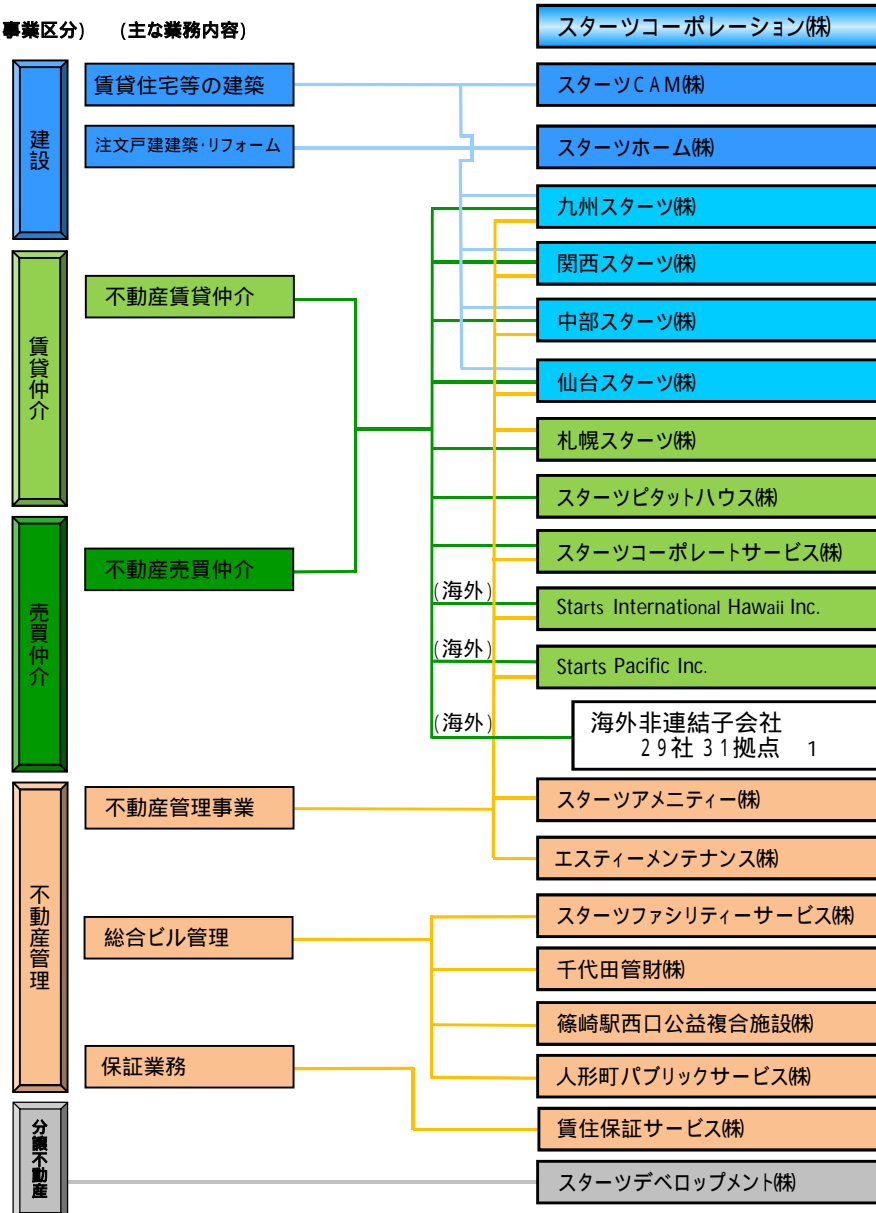 事業区分) (主な業務内容)
スターツコーポレーション㈱
建設
賃貸住宅等の建築
スターツCAM㈱
注文戸建建築・リフォーム
スターツホーム㈱
九州スターツ㈱
関西スターツ㈱
賃貸仲介
不動産賃貸仲介
中部スターツ㈱
仙台スターツ㈱
札幌スターツ㈱
スターツピタットハウス㈱
売買仲介
不動産売買仲介
スターツコーポレートサービス㈱
(海外)
Starts International Hawaii Inc.
(海外)
Starts Pacific Inc.
(海外)
海外非連結子会社
29社 31拠点 1
不動産管理
不動産管理事業
スターツアメニティー㈱
エスティーメンテナンス㈱
総合ビル管理
スターツファシリティーサービス㈱
千代田管財㈱
篠崎駅西口公益複合施設㈱
保証業務
人形町パブリックサービス㈱
賃住保証サービス㈱
分譲不動産
スターツデベロップメント㈱